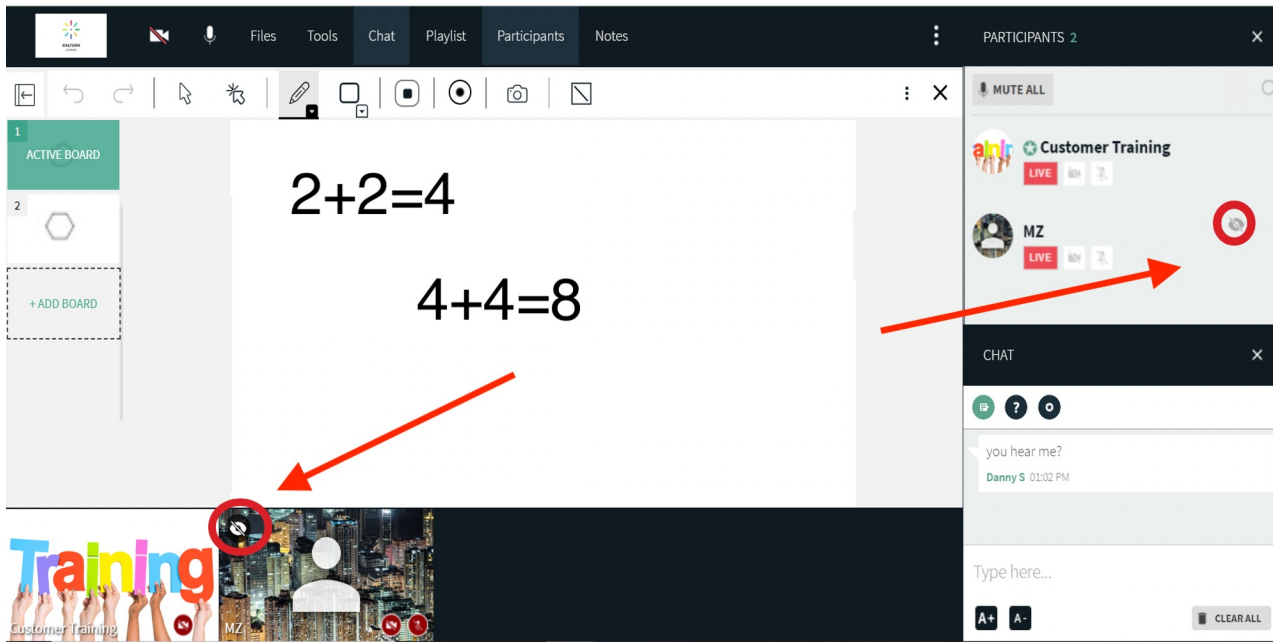 KALTURA
Files Tools Chat Playlist Participants Notes
PARTICIPANTS 2
MUTE ALL
1
ACTIVE BOARD
2
+ ADD BOARD
2+2=4
4+4=8
alnir
Customer Training
LIVE
MZ
LIVE
CHAT
?
you hear me?
Danny S 01:02 PM
Type here...
A+ A- CLEAR ALL
Training
Customer Training
MZ